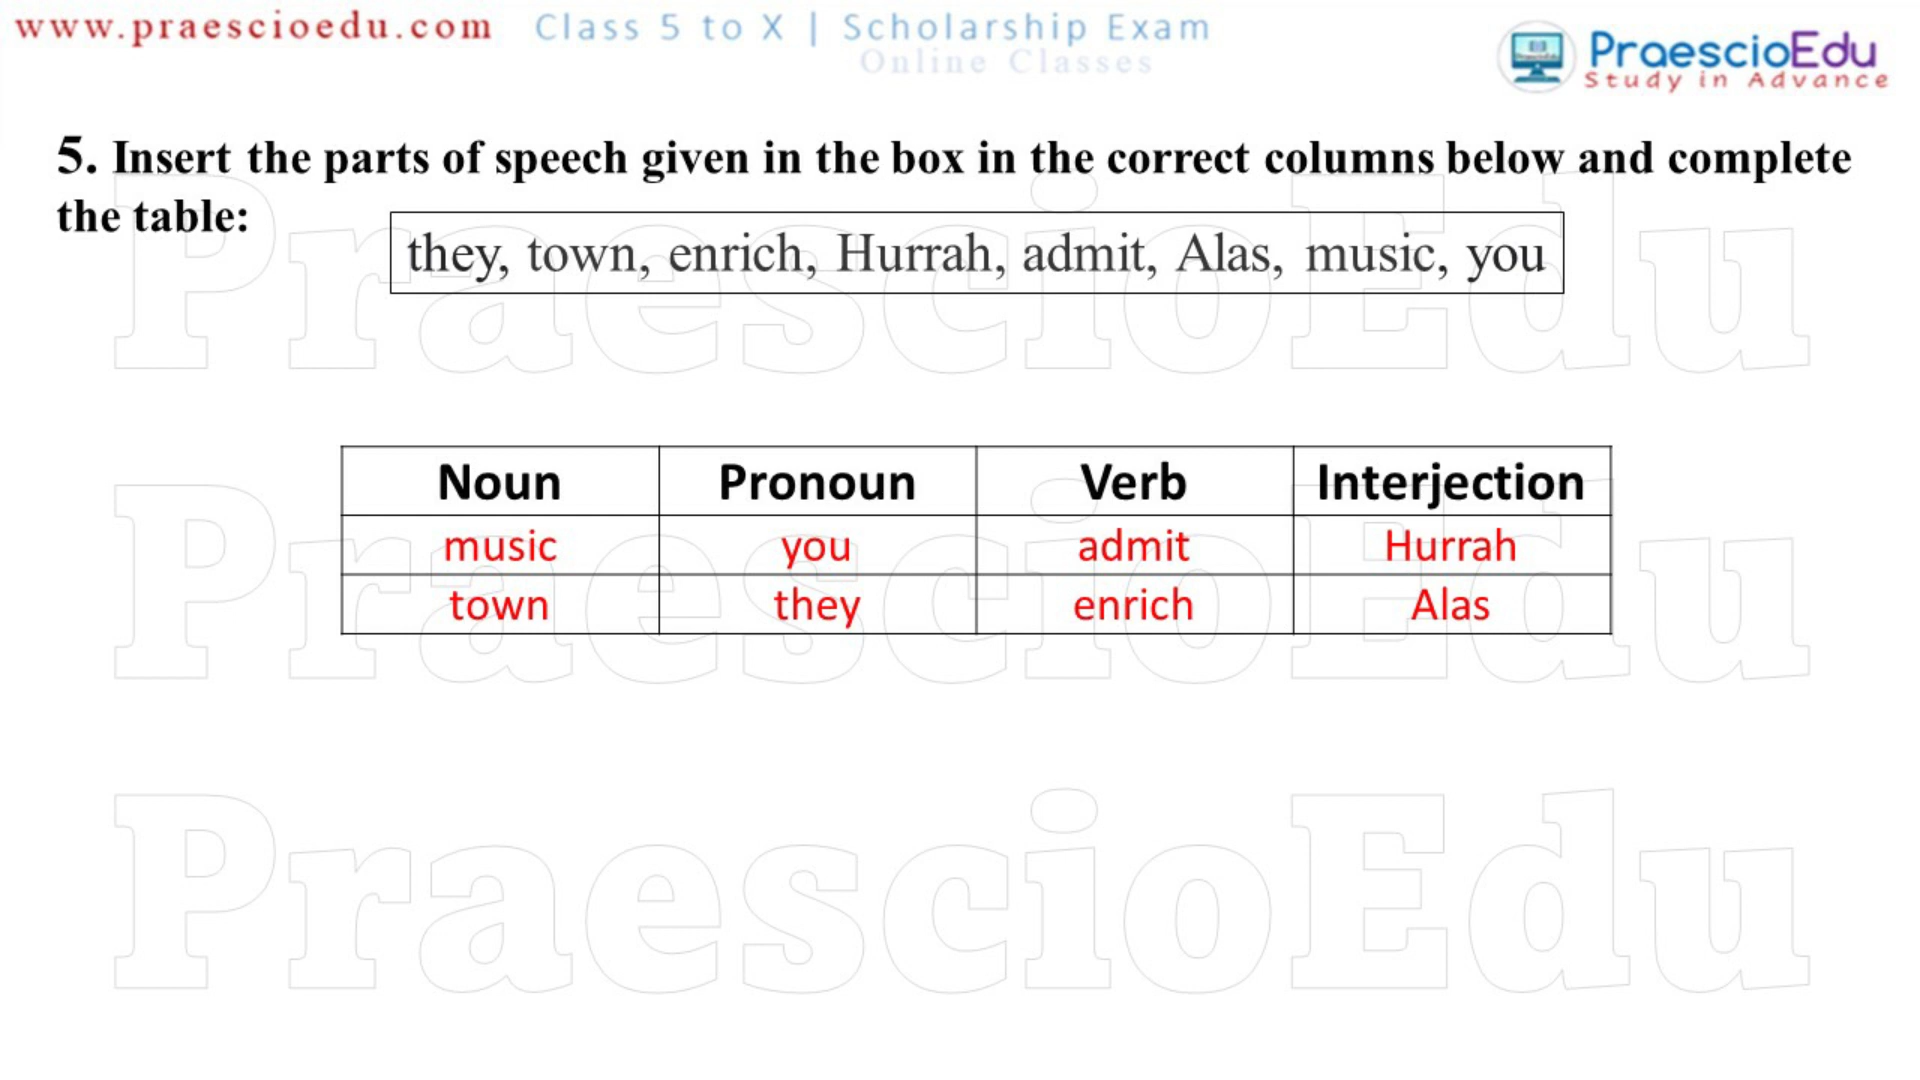 www.praescioedu.com Class 5 to X | Scholarship Exam
Online Classes
PraescioEdu
Study in Advance
5. Insert the parts of speech given in the box in the correct columns below and complete
the table:
they, town, enrich, Hurrah, admit, Alas, music, you
PraescioEdu
Noun Pronoun Verb Interjection
music you admit Hurrah
town they enrich Alas
PraescioEdu
PraescioEdu